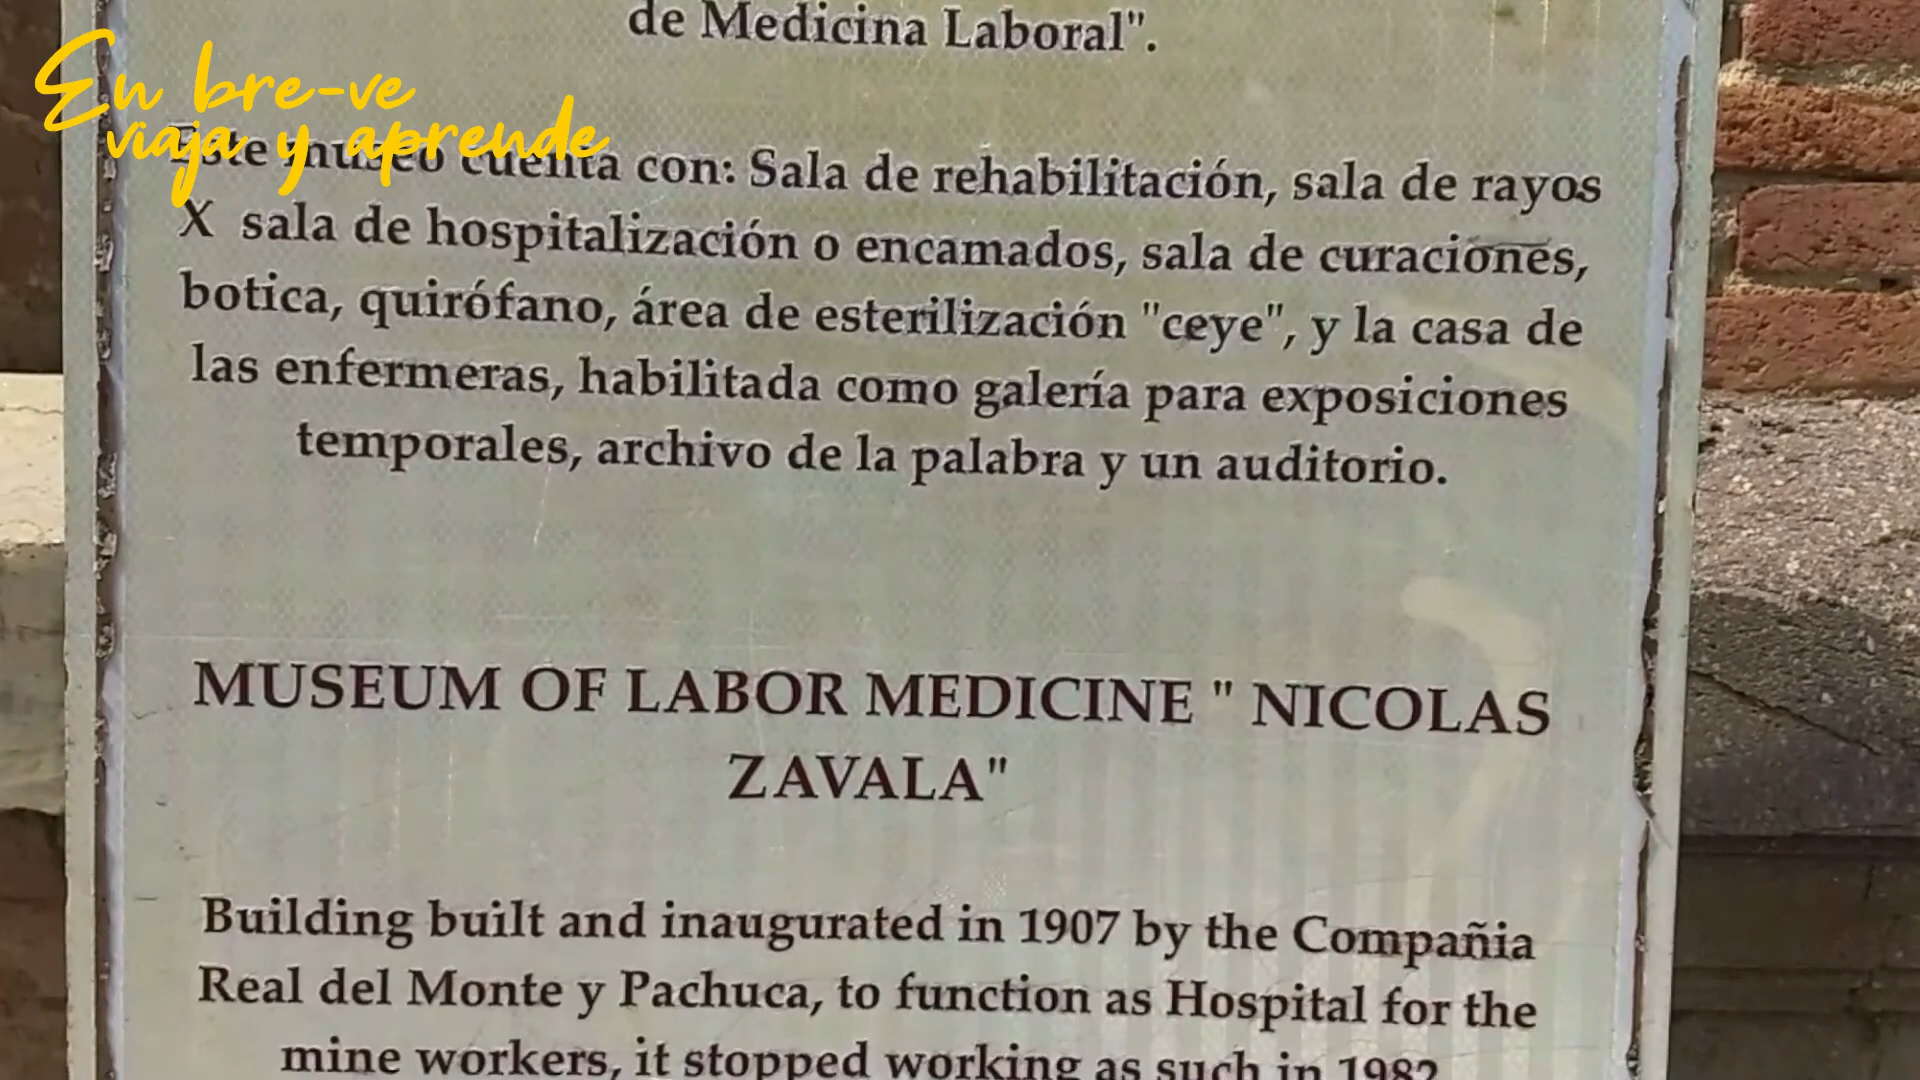 de Medicina Laboral".
En bre-ve
viaja y aprende
Este museo cuenta con: Sala de rehabilitación, sala de rayos
X sala de hospitalización o encamados, sala de curaciones,
botica, quirófano, área de esterilización "ceye", y la casa de
las enfermeras, habilitada como galería para exposiciones
temporales, archivo de la palabra y un auditorio.
MUSEUM OF LABOR MEDICINE " NICOLAS
ZAVALA"
Building built and inaugurated in 1907 by the Compañia
Real del Monte y Pachuca, to function as Hospital for the
mine workers, it stopped working as such in 1982